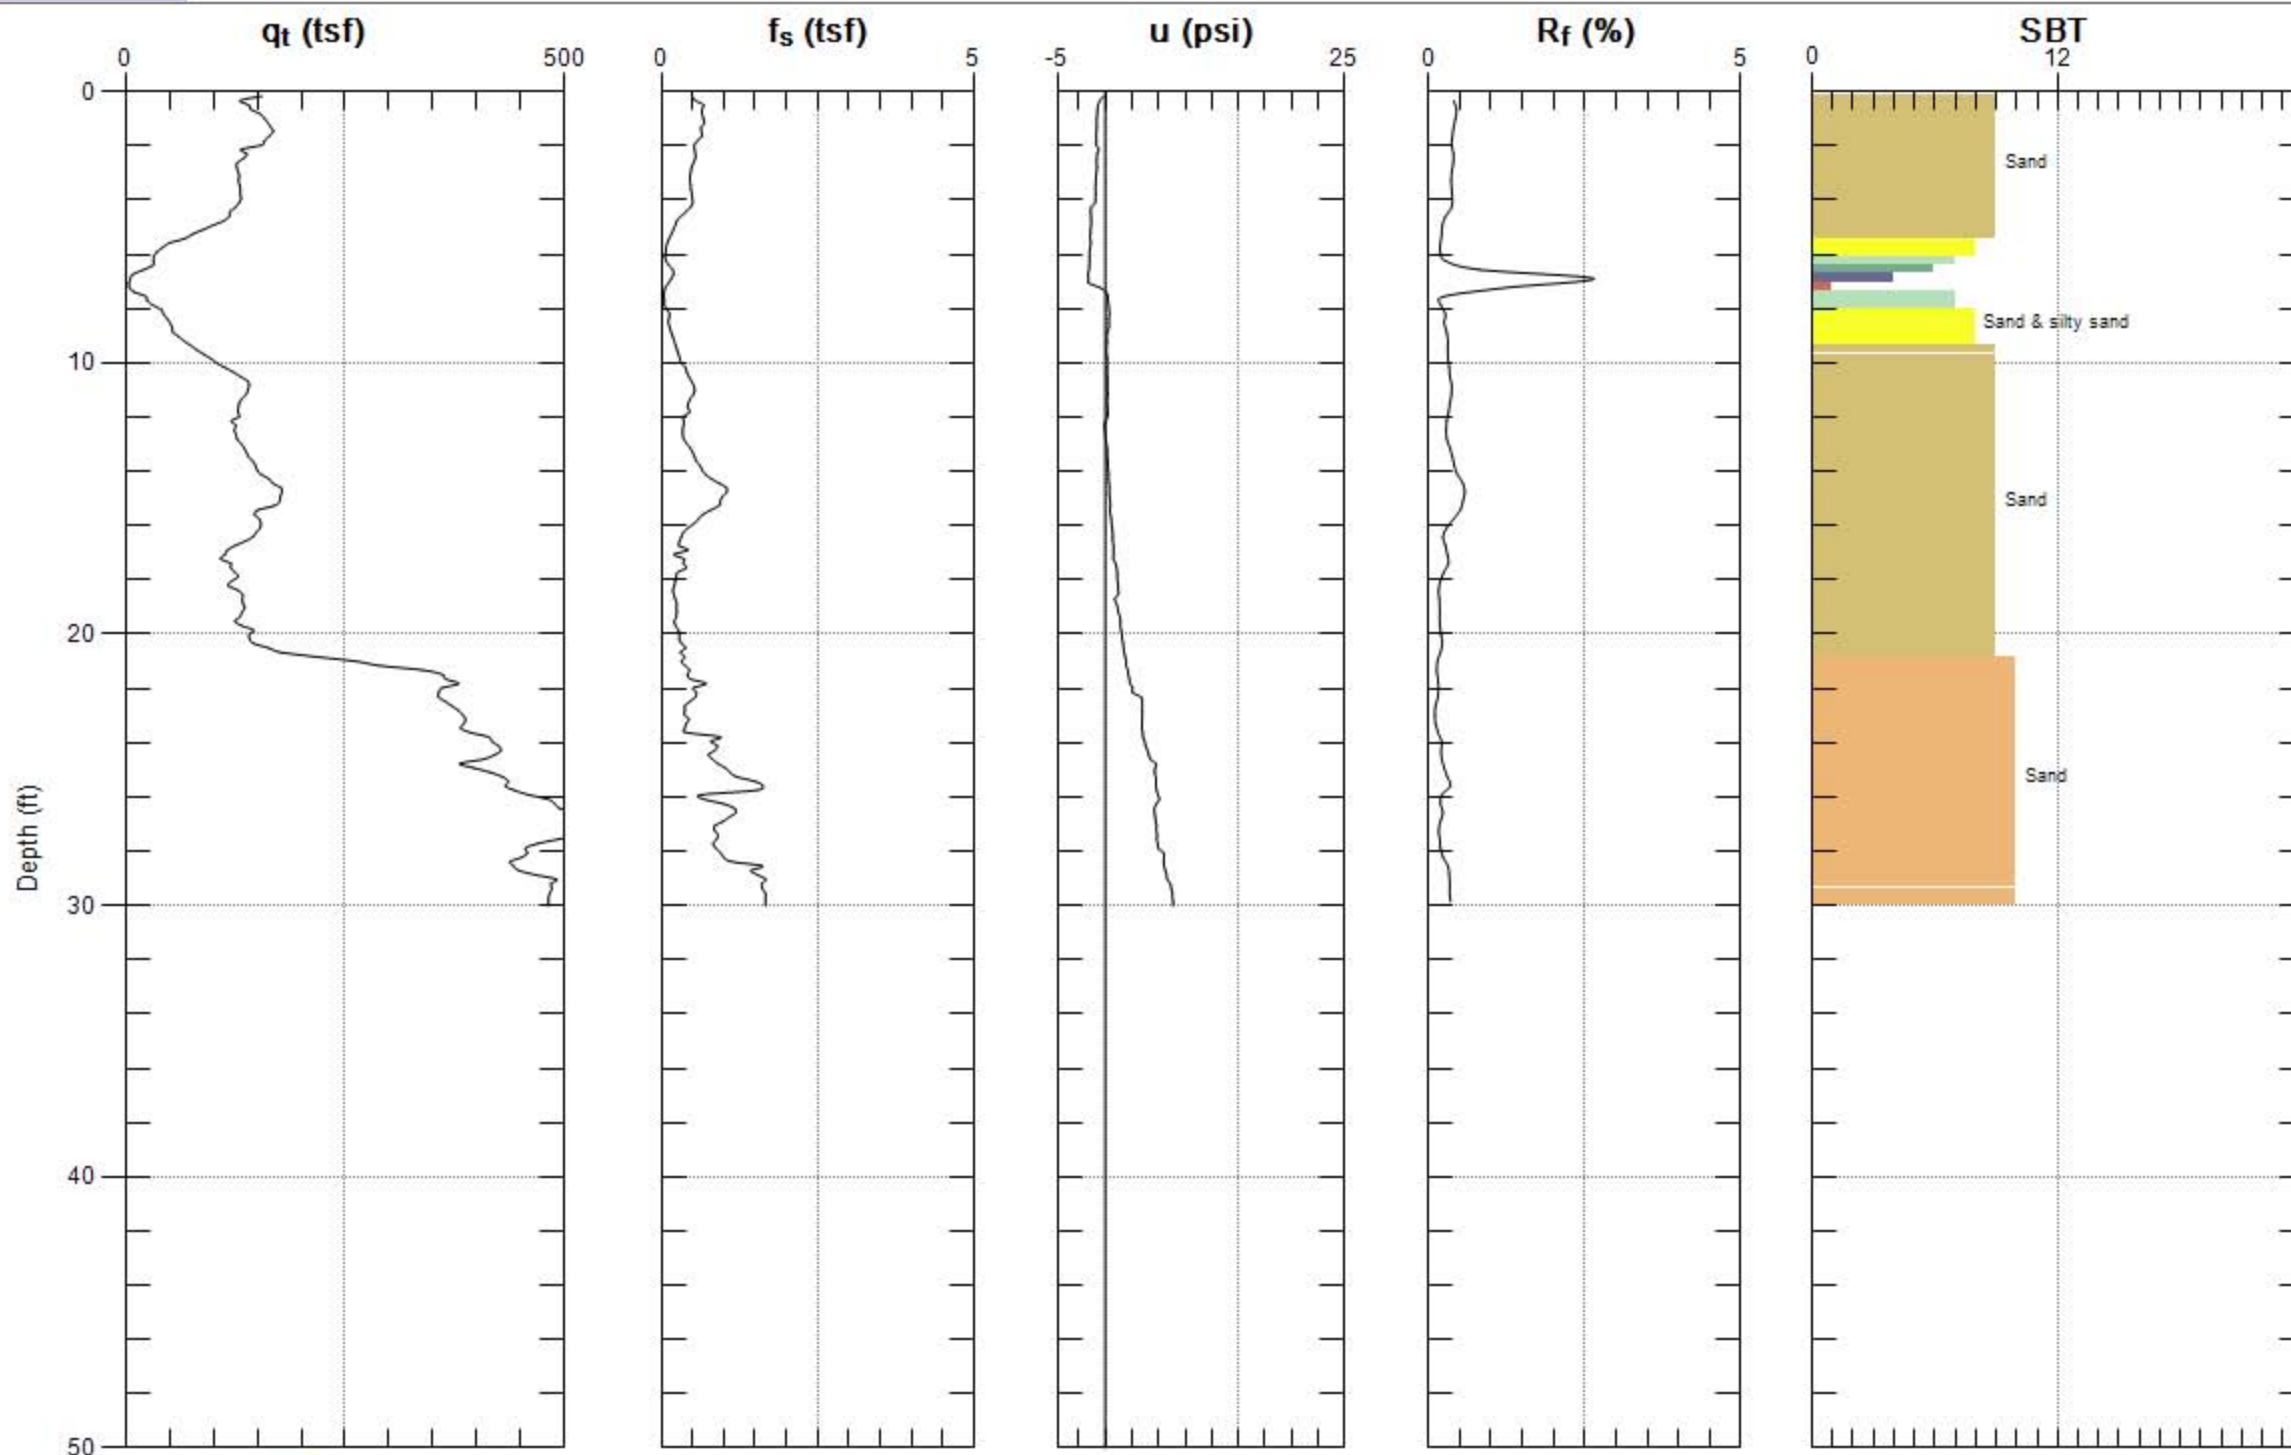 qt (tsf)
fs (tsf)
u (psi)
Rf (%)
SBT
0
500
0
5
-5
25
0
5
0
12
0
Sand
Sand & silty sand
10
Sand
20
Sand
Depth (ft)
30
40
50